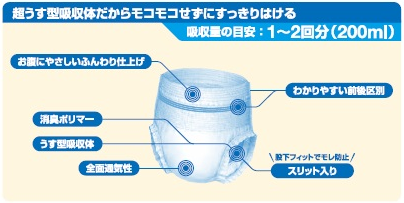 超うす型吸収体だからモコモコせずにすっきりはける
吸収量の目安：1〜2回分（200ml）
お腹にやさしいふんわり仕上げ
わかりやすい前後区別
消臭ポリマー
うす型吸収体
全面通気性
股下フィットでモレ防止
スリット入り